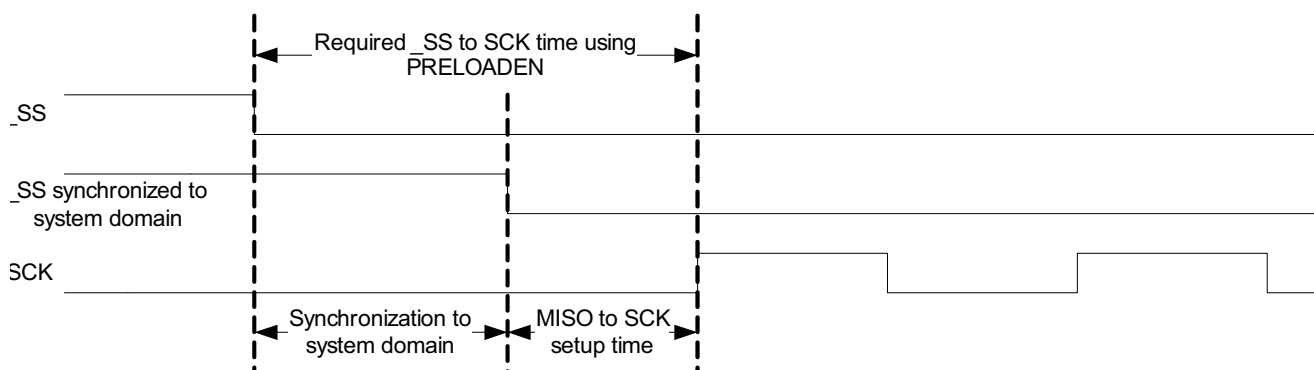 Required _SS to SCK time using
PRELOADEN
_SS
_SS synchronized to
system domain
SCK
Synchronization to
system domain
MISO to SCK
setup time